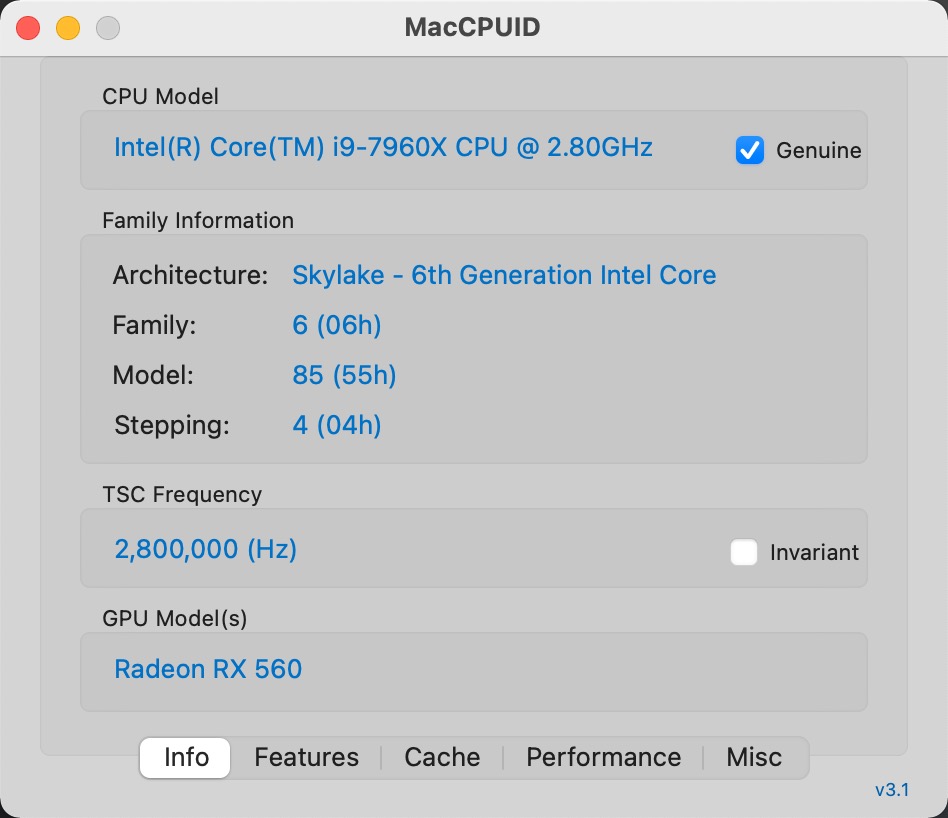 MacCPUID
CPU Model
Intel(R) Core(TM) i9-7960X CPU @ 2.80GHz
Genuine
Family Information
Architecture: Skylake - 6th Generation Intel Core
Family: 6 (06h)
Model: 85 (55h)
Stepping: 4 (04h)
TSC Frequency
2,800,000 (Hz)
Invariant
GPU Model(s)
Radeon RX 560
Info Features Cache Performance Misc
v3.1